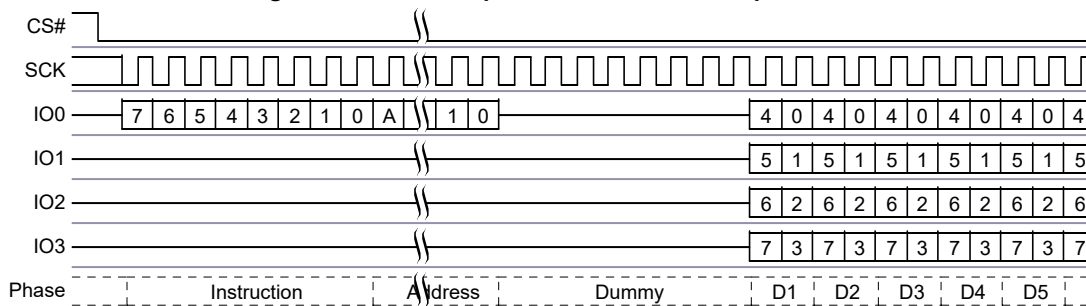 CS#
SCK
IO0 7 6 5 4 3 2 1 0 A 1 0 4 0 4 0 4 0 4 0 4 0 4
IO1 5 1 5 1 5 1 5 1 5 1 5
IO2 6 2 6 2 6 2 6 2 6 2 6
IO3 7 3 7 3 7 3 7 3 7 3 7
Phase Instruction Address Dummy D1 D2 D3 D4 D5